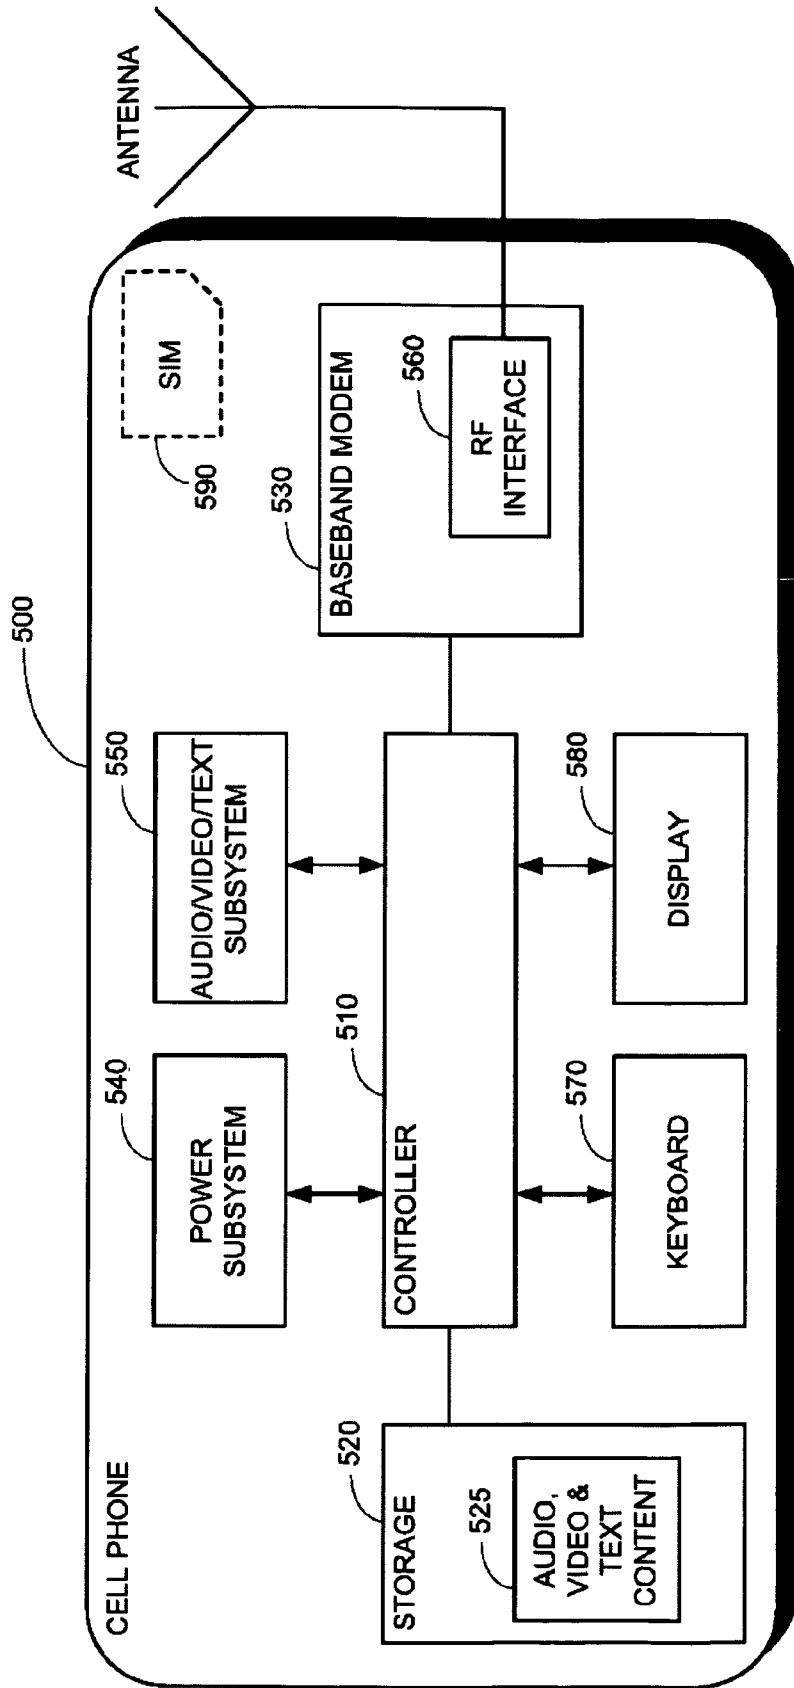 500
CELL PHONE
540
POWER
SUBSYSTEM
550
AUDIO/VIDEO/TEXT
SUBSYSTEM
SIM
590
ANTENNA
520
STORAGE
525
AUDIO,
VIDEO &
TEXT
CONTENT
510
CONTROLLER
530
BASEBAND MODEM
560
RF
INTERFACE
570
KEYBOARD
580
DISPLAY